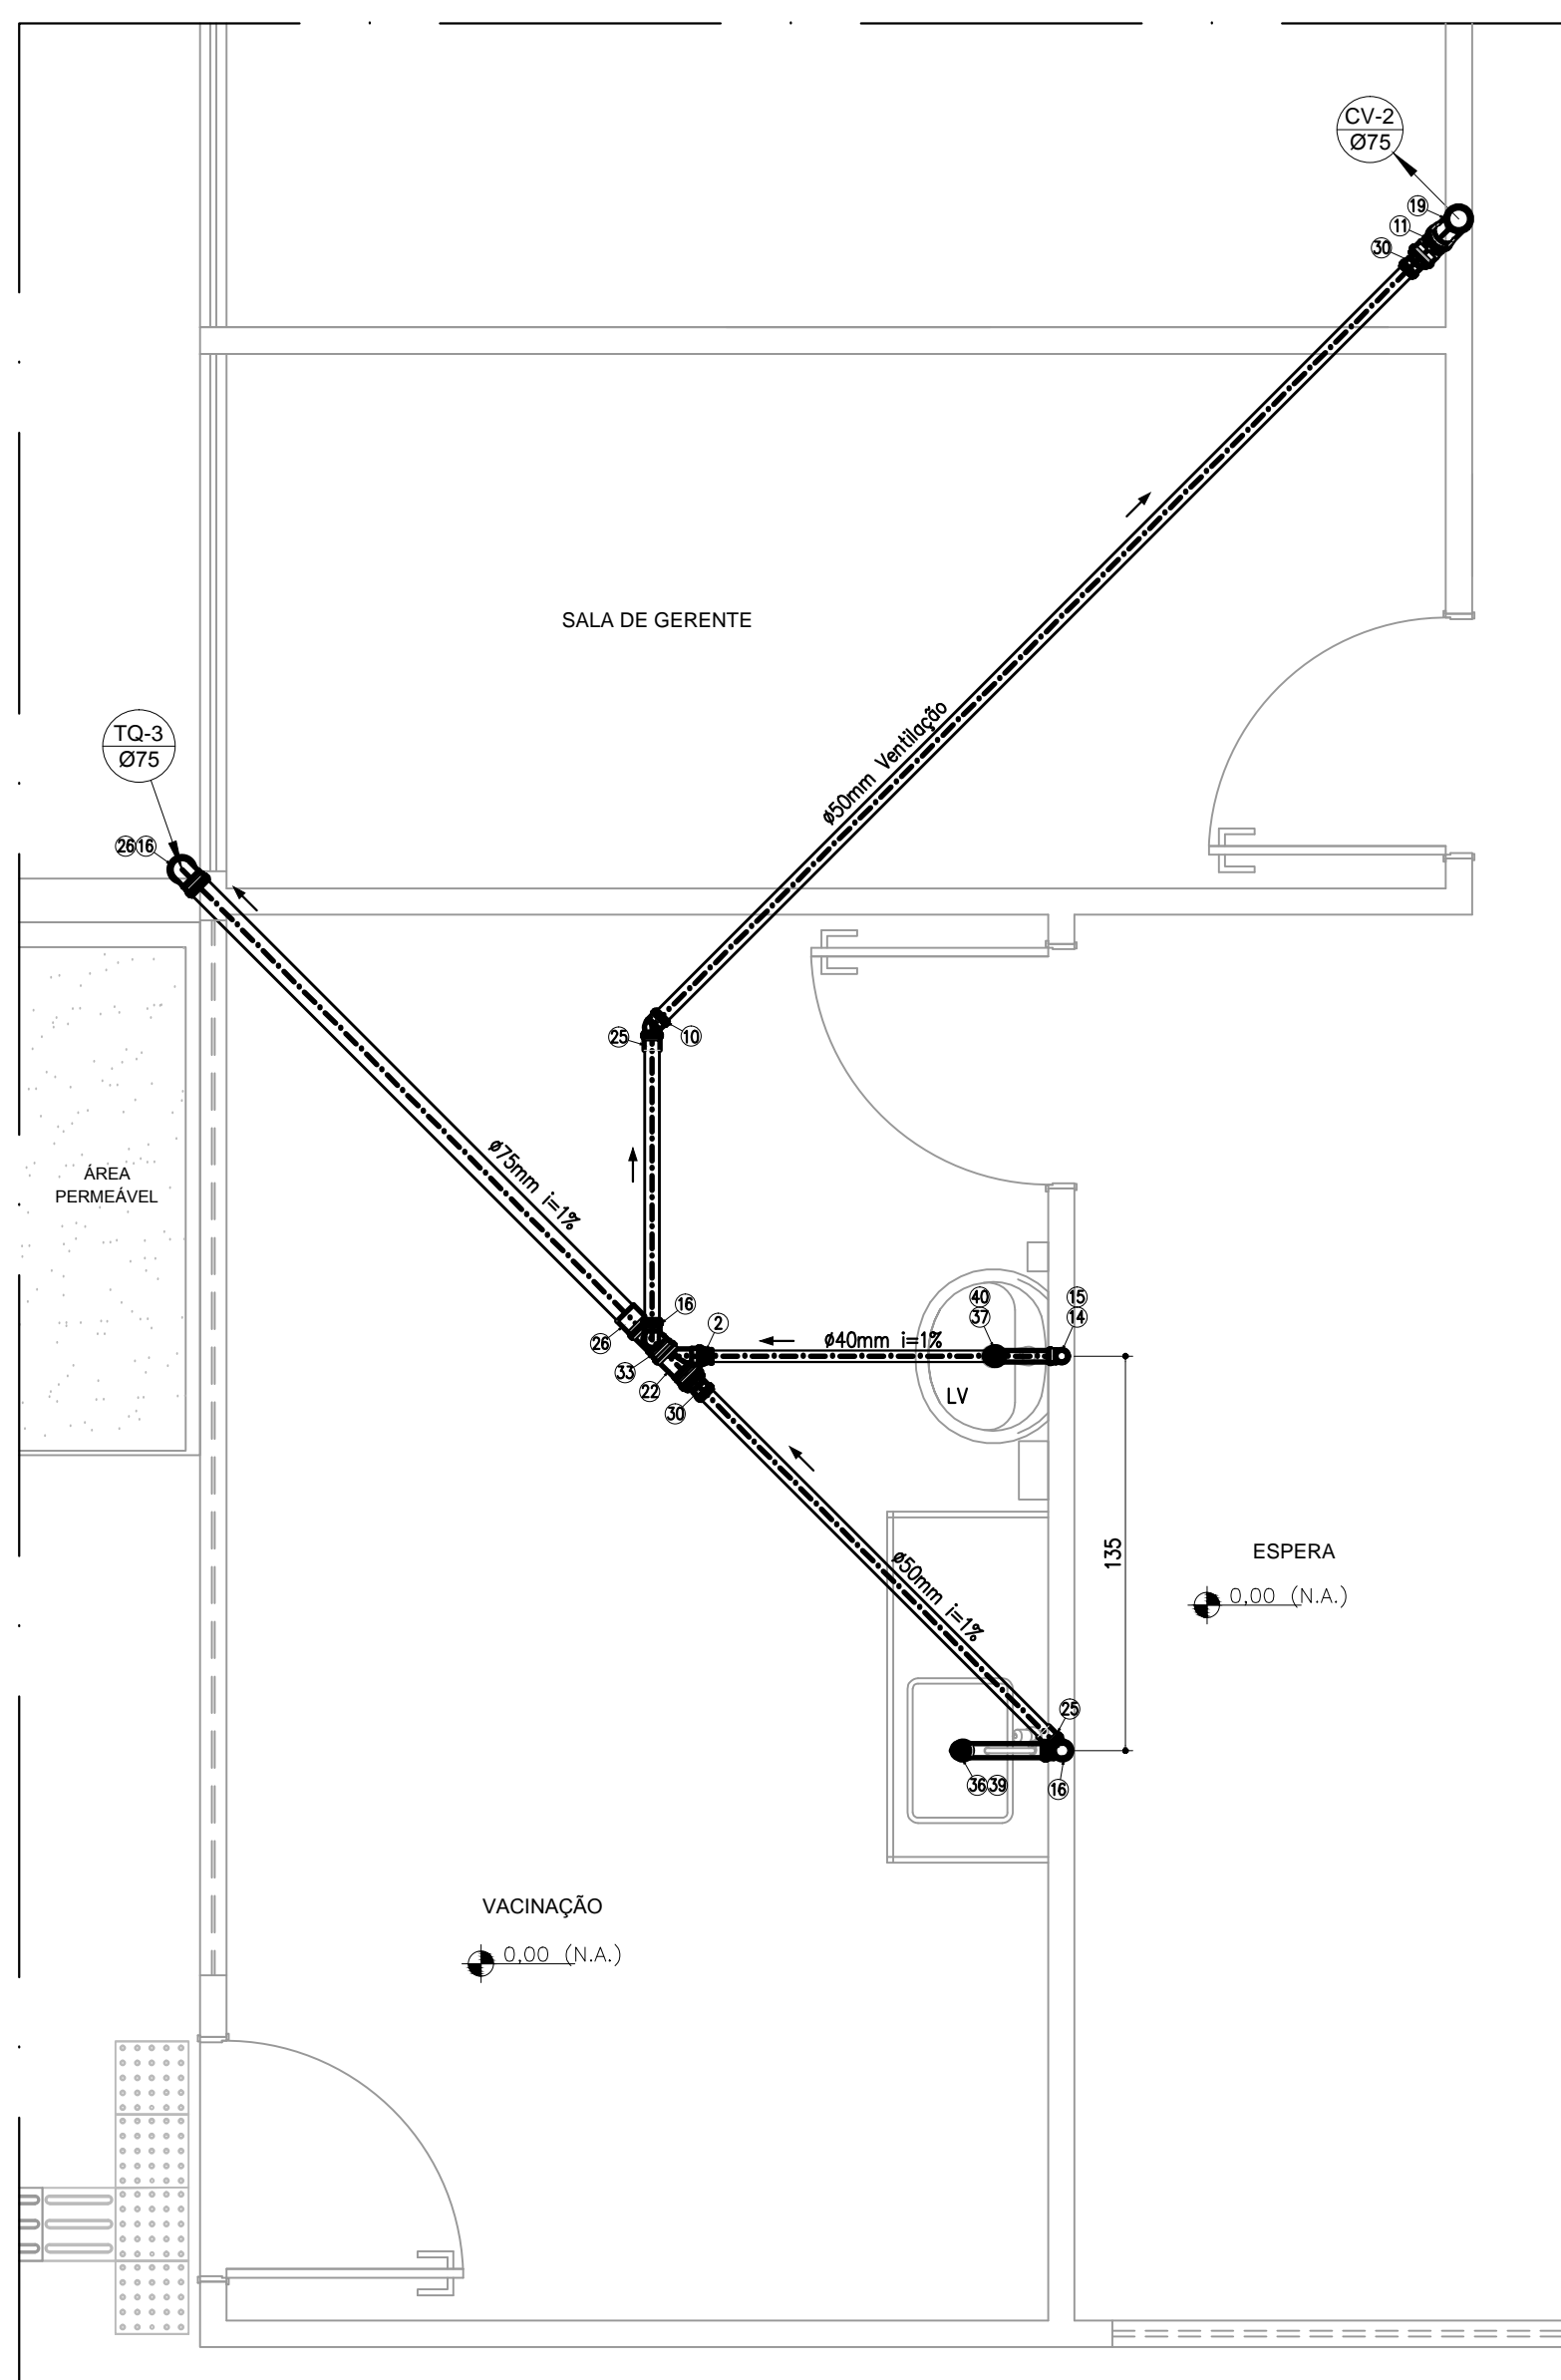 CV-2
Ø75
19
11
30
SALA DE GERENTE
ø50mm Ventilação
TQ-3
Ø75
26 16
25
10
ø75mm i=1%
ÁREA
PERMEÁVEL
16
2
26
33
22
30
40
37
15
14
ø40mm i=1%
LV
135
ESPERA
0,00 (N.A.)
ø50mm i=1%
25
36 39
16
VACINAÇÃO
0,00 (N.A.)